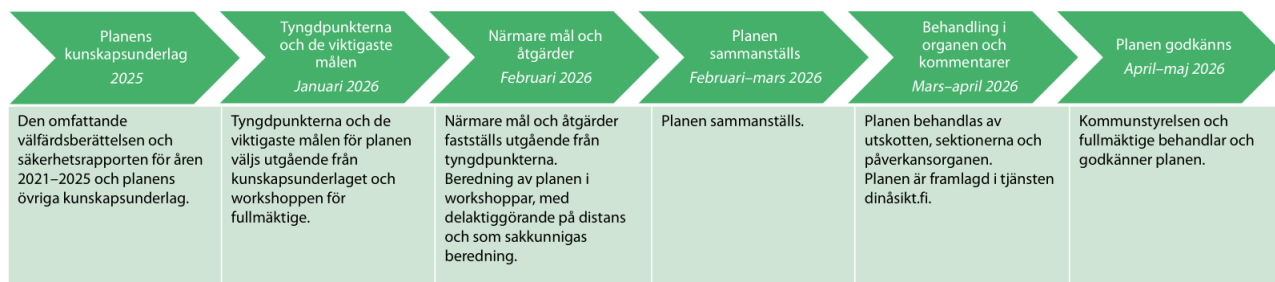 Planens
kunskapsunderlag
2025
Tyngdpunkterna
och de viktigaste
målen
Januari 2026
Närmare mål och
åtgärder
Februari 2026
Planen
sammanställs
Februari–mars 2026
Behandling i
organen och
kommentarer
Mars–april 2026
Planen godkänns
April–maj 2026
Den omfattande
välfärdsberättelsen och
säkerhetsrapporten för åren
2021–2025 och planens
övriga kunskapsunderlag.
Tyngdpunkterna och de
viktigaste målen för planen
väljs utgående från
kunskapsunderlaget och
workshoppen för
fullmäktige.
Närmare mål och åtgärder
fastställs utgående från
tyngdpunkterna.
Beredning av planen i
workshoppar, med
delaktiggörande på distans
och som sakkunnigas
beredning.
Planen sammanställs.
Planen behandlas av
utskotten, sektionerna och
påverkansorganen.
Planen är framlagd i tjänsten
dinåsikt.fi.
Kommunstyrelsen och
fullmäktige behandlar och
godkänner planen.